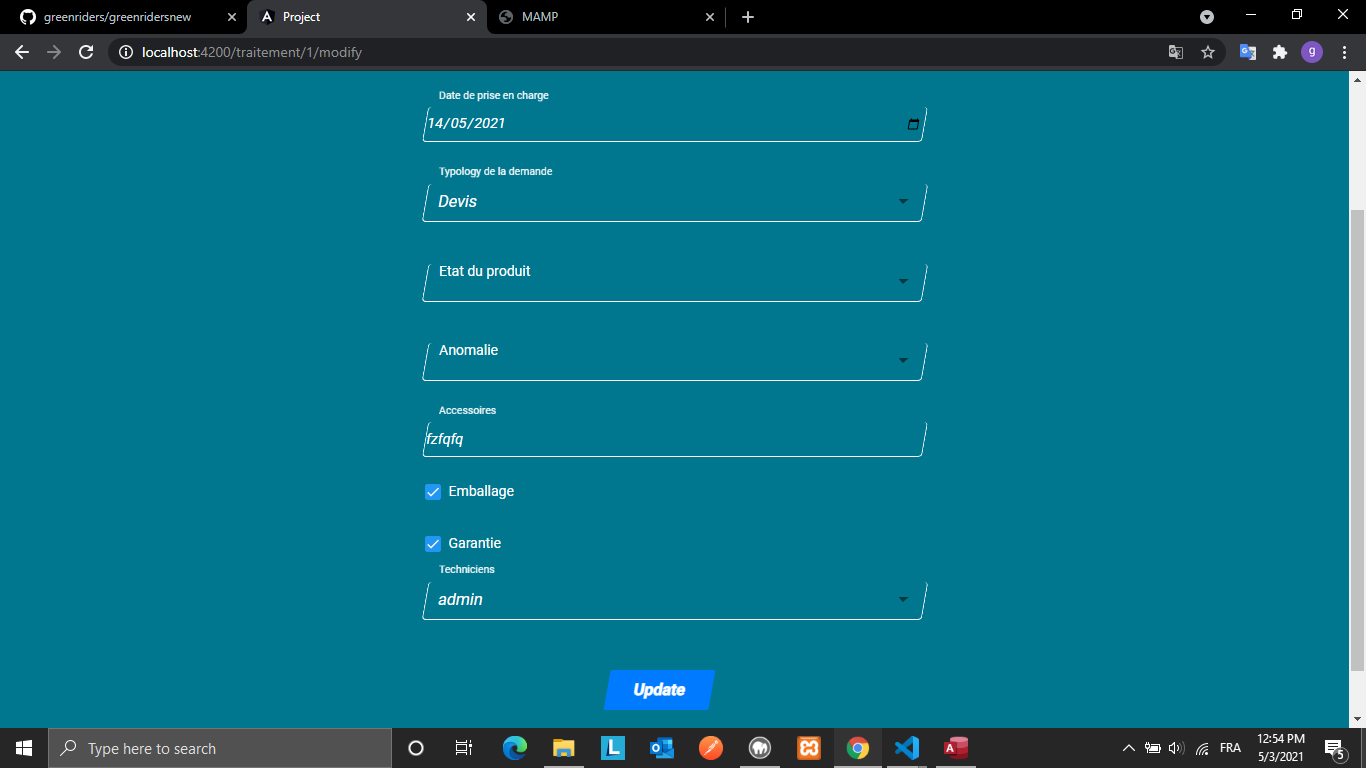 greenriders/greenridersnew
Project
MAMP
localhost:4200/traitement/1/modify
g
Date de prise en charge
14/05/2021
Typology de la demande
Devis
Etat du produit
Anomalie
Accessoires
fzfqfq
Emballage
Garantie
Techniciens
admin
Update
Type here to search
L
FRA
12:54 PM
5/3/2021
5